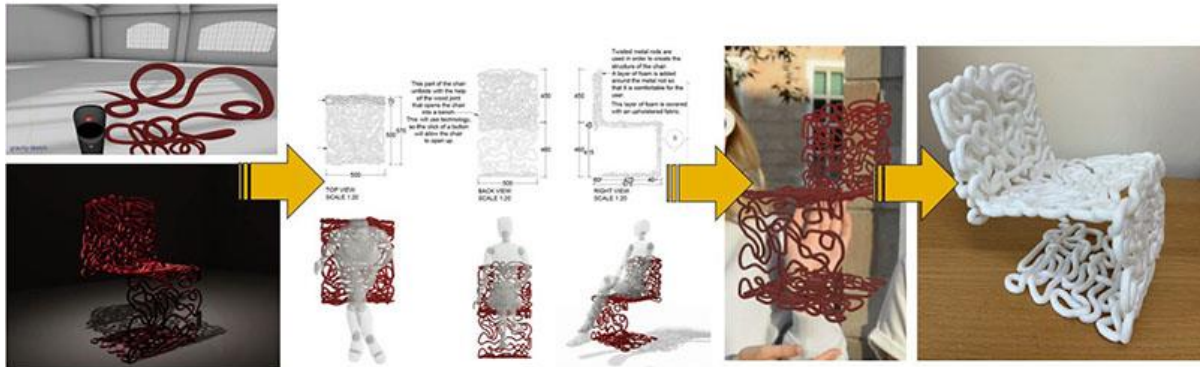 gravity sketch
This part of the chair
unfolds with the help
of the wood joint
that opens the chair
into a bench.
This will use technology,
so the click of a button
will allow the chair
to open up.
Twisted metal rods are
used in order to create the
structure of the chair.
A layer of foam is added
around the metal rod so
that it is comfortable for the
user.
This layer of foam is covered
with an upholstered fabric.
500
570
500
TOP VIEW
SCALE 1:20
450
460
500
BACK VIEW
SCALE 1:20
450
RIGHT VIEW
SCALE 1:20